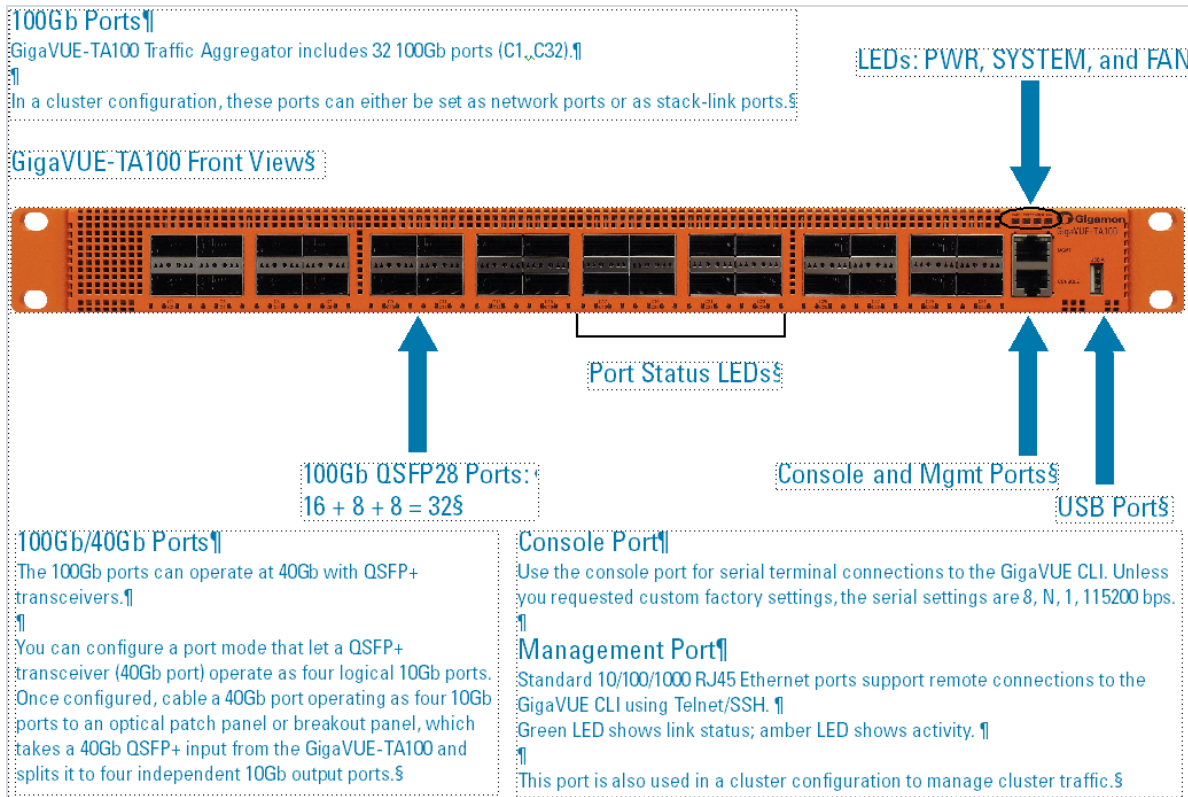 100Gb Ports¶
GigaVUE-TA100 Traffic Aggregator includes 32 100Gb ports (C1..C32).¶
¶
In a cluster configuration, these ports can either be set as network ports or as stack-link ports.§
LEDs: PWR, SYSTEM, and FAN
GigaVUE-TA100 Front View§
Gigamon
GigaVUE-TA100
MGMT
CONSOLE
Port Status LEDs§
100Gb QSFP28 Ports:
16 + 8 + 8 = 32§
Console and Mgmt Ports§
USB Port§
100Gb/40Gb Ports¶
The 100Gb ports can operate at 40Gb with QSFP+
transceivers.¶
¶
You can configure a port mode that let a QSFP+
transceiver (40Gb port) operate as four logical 10Gb ports.
Once configured, cable a 40Gb port operating as four 10Gb
ports to an optical patch panel or breakout panel, which
takes a 40Gb QSFP+ input from the GigaVUE-TA100 and
splits it to four independent 10Gb output ports.§
Console Port¶
Use the console port for serial terminal connections to the GigaVUE CLI. Unless
you requested custom factory settings, the serial settings are 8, N, 1, 115200 bps.
¶
Management Port¶
Standard 10/100/1000 RJ45 Ethernet ports support remote connections to the
GigaVUE CLI using Telnet/SSH. ¶
Green LED shows link status; amber LED shows activity. ¶
¶
This port is also used in a cluster configuration to manage cluster traffic.§